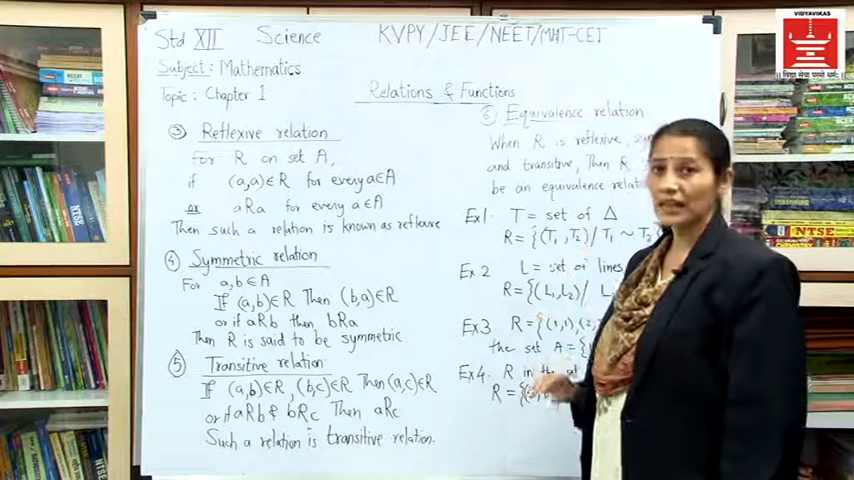 Std XII Science KVPY/JEE/NEET/MHT-CET
Subject: Mathematics
Topic: Chapter 1 Relations & Functions
③ Reflexive relation
For R on set A,
if (a,a)∈R for every a∈A
or aRa for every a∈A
Then such a relation is known as reflexive
④ Symmetric relation
For a,b∈A
If (a,b)∈R Then (b,a)∈R
or if aRb then bRa
Then R is said to be symmetric
⑤ Transitive relation
If (a,b)∈R, (b,c)∈R Then (a,c)∈R
or if aRb & bRc Then aRc
Such a relation is transitive relation.
⑥ Equivalence relation
When R is reflexive,
and transitive, Then R
be an equivalence
Ex1. T = set of Δ
R={(T₁,T₂)/ T₁ ~ T₂
Ex 2 L = set of lines
R={(L₁,L₂)/ L
Ex3 R={(1,1),(2,
the set A={
Ex4. R in the
R={(
VIDYAVIKAS
॥ विद्या सेवा परमो धर्मः ॥
NCERT
NEET